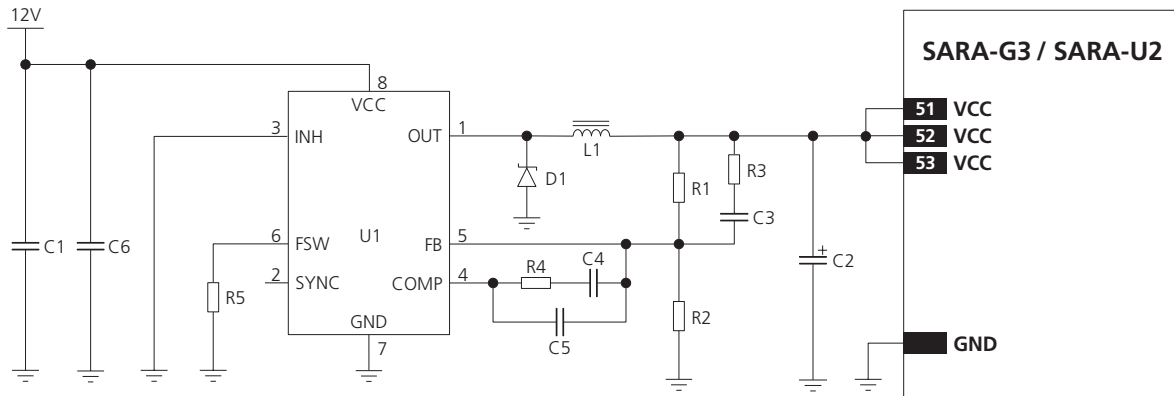 12V
SARA-G3 / SARA-U2
8
VCC
51 VCC
3 INH
OUT 1
52 VCC
L1
53 VCC
D1
R1
R3
C3
C1
C6
6 FSW
U1
FB 5
C2
+
2 SYNC
COMP 4
R4
C4
R5
R2
GND
C5
7
GND